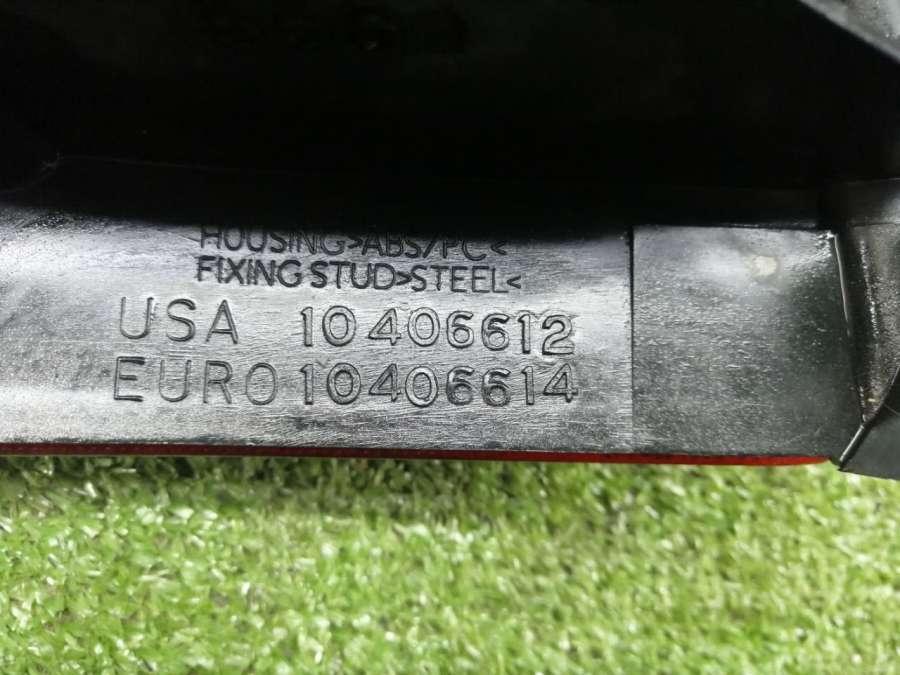 HOUSING>ABS/PC<
FIXING STUD>STEEL<
USA 10406612
EURO 10406614